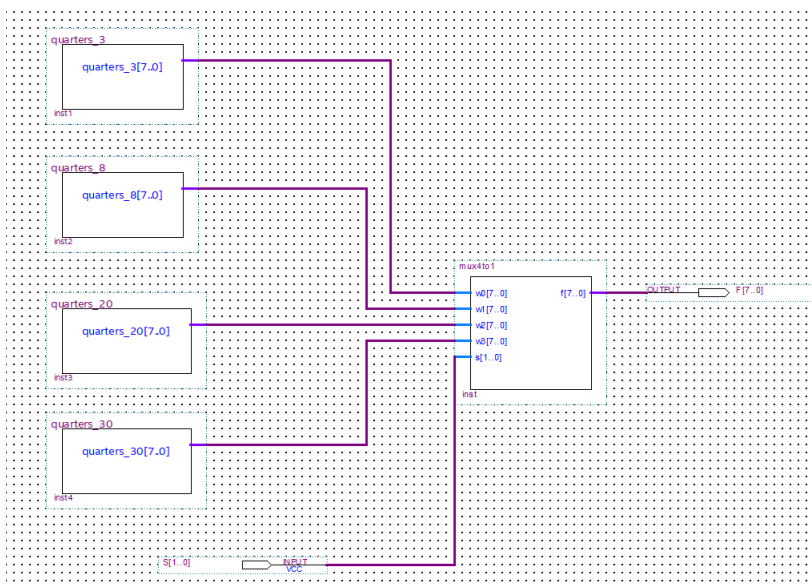 quarters_3
quarters_3[7..0]
inst1
quarters_8
quarters_8[7..0]
inst2
mux4to1
w0[7..0]
f[7..0]
OUTPUT
F[7..0]
w1[7..0]
w2[7..0]
w3[7..0]
s[1..0]
inst
quarters_20
quarters_20[7..0]
inst3
quarters_30
quarters_30[7..0]
inst4
S[1..0]
INPUT
VCC